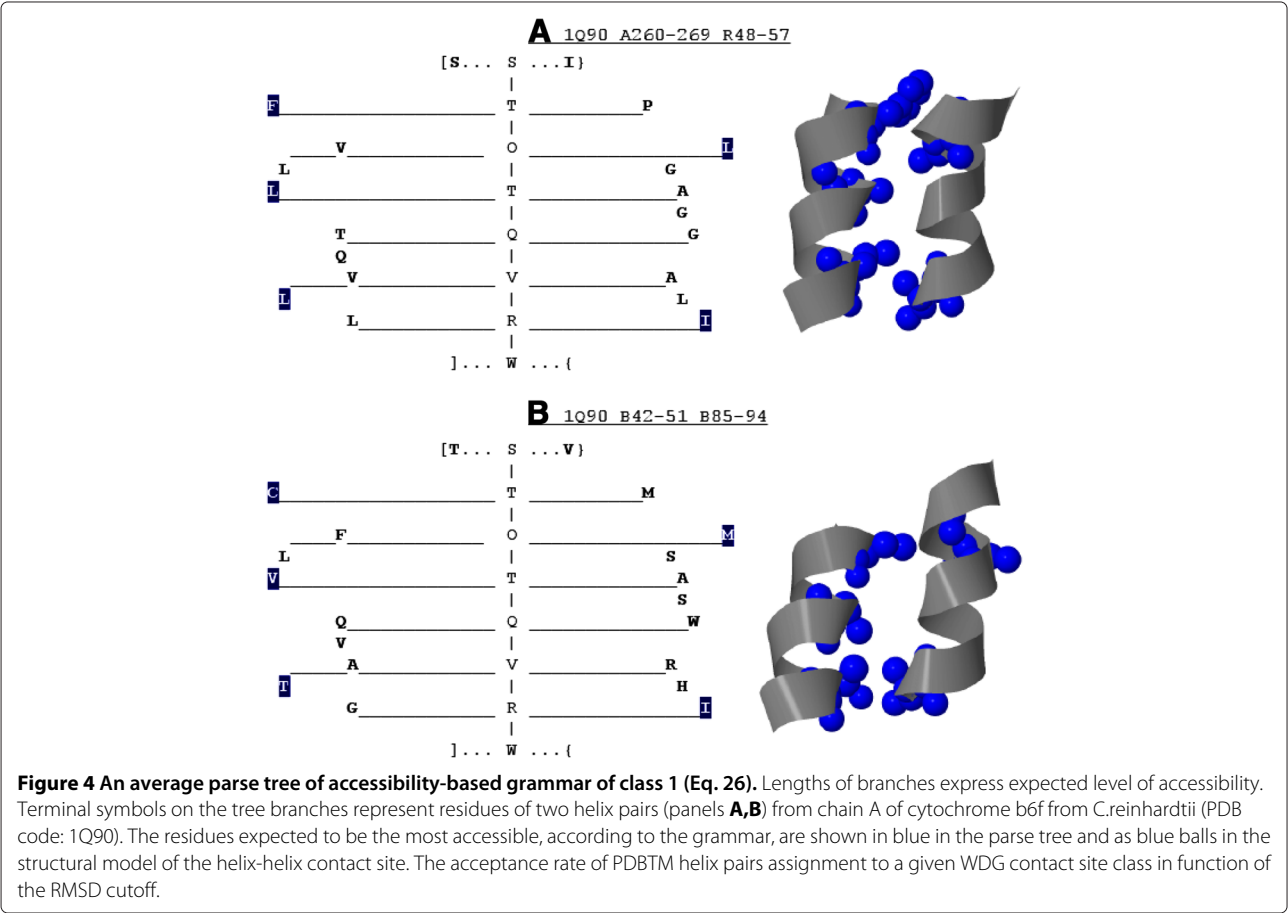 A 1Q90 A260-269 R48-57
[S... S ...I}
|
F T P
|
V O L
L | G
L T A
| G
T Q G
Q |
V V A
L | L
L R I
|
]... W ...{
B 1Q90 B42-51 B85-94
[T... S ...V}
|
C T M
|
F O M
L | S
V T A
| S
Q Q W
V |
A V R
T | H
G R I
|
]... W ...{
Figure 4 An average parse tree of accessibility-based grammar of class 1 (Eq. 26). Lengths of branches express expected level of accessibility.
Terminal symbols on the tree branches represent residues of two helix pairs (panels A,B) from chain A of cytochrome b6f from C.reinhardtii (PDB
code: 1Q90). The residues expected to be the most accessible, according to the grammar, are shown in blue in the parse tree and as blue balls in the
structural model of the helix-helix contact site. The acceptance rate of PDBTM helix pairs assignment to a given WDG contact site class in function of
the RMSD cutoff.